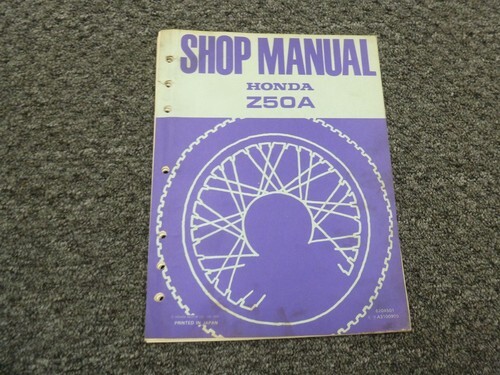 SHOP MANUAL
HONDA
Z50A
PRINTED IN JAPAN